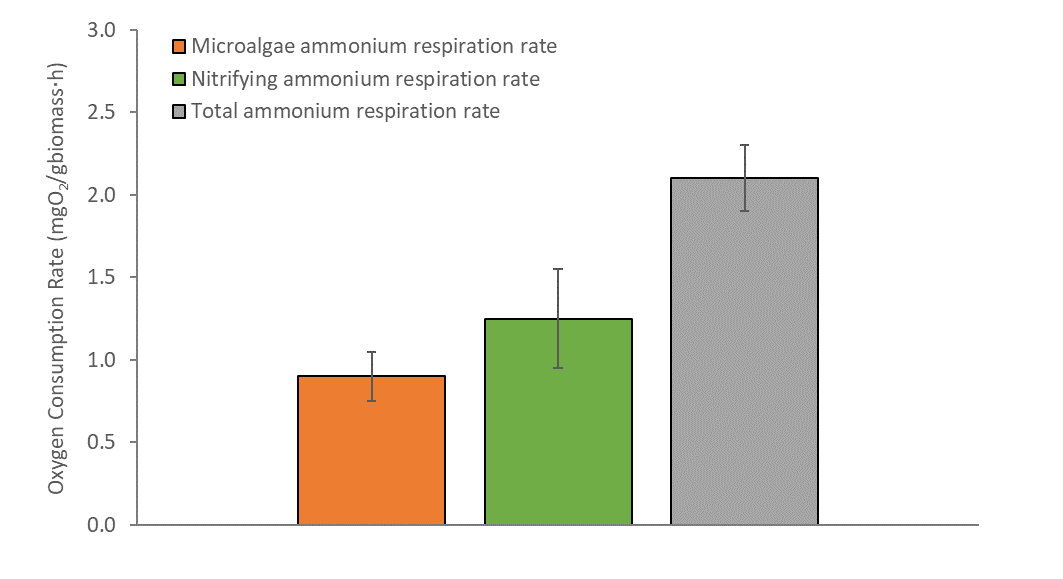 3.0
2.5
2.0
1.5
1.0
0.5
0.0
Oxygen Consumption Rate (mgO₂/gbiomass·h)
Microalgae ammonium respiration rate
Nitrifying ammonium respiration rate
Total ammonium respiration rate